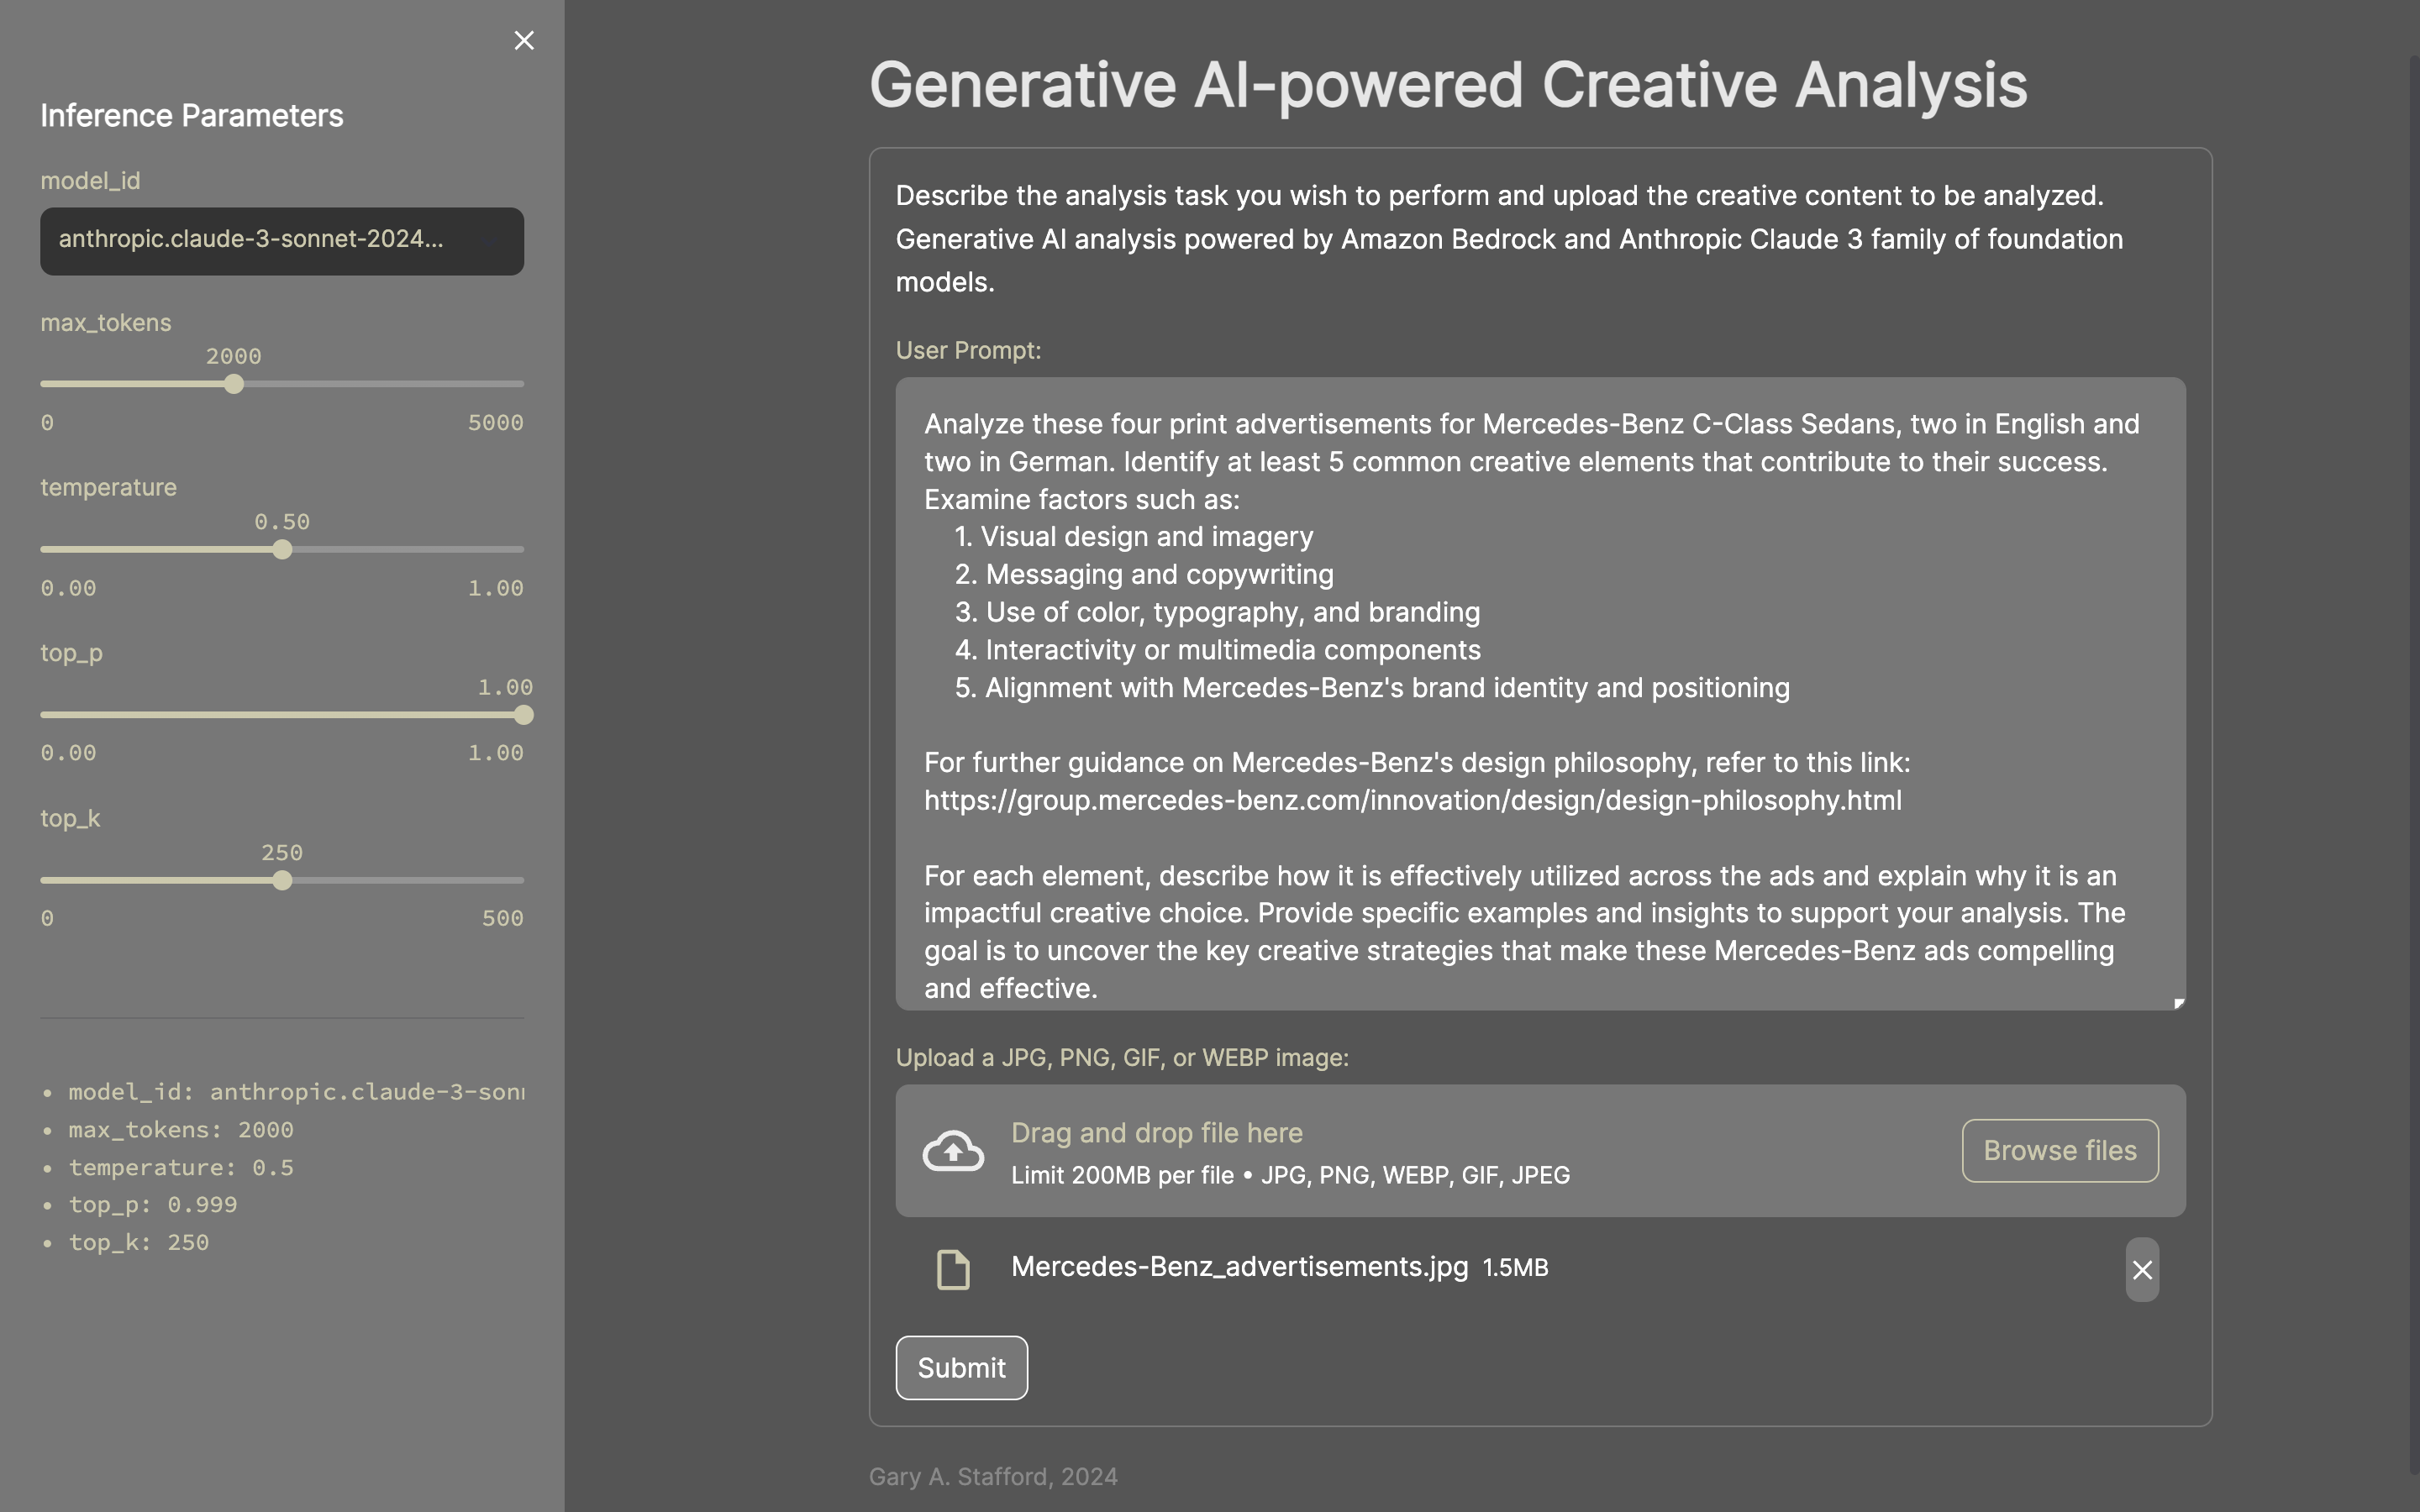 Inference Parameters
model_id
anthropic.claude-3-sonnet-2024...
max_tokens
2000
0 5000
temperature
0.50
0.00 1.00
top_p
1.00
0.00 1.00
top_k
250
0 500
• model_id: anthropic.claude-3-son
• max_tokens: 2000
• temperature: 0.5
• top_p: 0.999
• top_k: 250
Generative AI-powered Creative Analysis
Describe the analysis task you wish to perform and upload the creative content to be analyzed.
Generative AI analysis powered by Amazon Bedrock and Anthropic Claude 3 family of foundation
models.
User Prompt:
Analyze these four print advertisements for Mercedes-Benz C-Class Sedans, two in English and
two in German. Identify at least 5 common creative elements that contribute to their success.
Examine factors such as:
1. Visual design and imagery
2. Messaging and copywriting
3. Use of color, typography, and branding
4. Interactivity or multimedia components
5. Alignment with Mercedes-Benz's brand identity and positioning
For further guidance on Mercedes-Benz's design philosophy, refer to this link:
https://group.mercedes-benz.com/innovation/design/design-philosophy.html
For each element, describe how it is effectively utilized across the ads and explain why it is an
impactful creative choice. Provide specific examples and insights to support your analysis. The
goal is to uncover the key creative strategies that make these Mercedes-Benz ads compelling
and effective.
Upload a JPG, PNG, GIF, or WEBP image:
Drag and drop file here
Limit 200MB per file • JPG, PNG, WEBP, GIF, JPEG
Browse files
Mercedes-Benz_advertisements.jpg 1.5MB
Submit
Gary A. Stafford, 2024